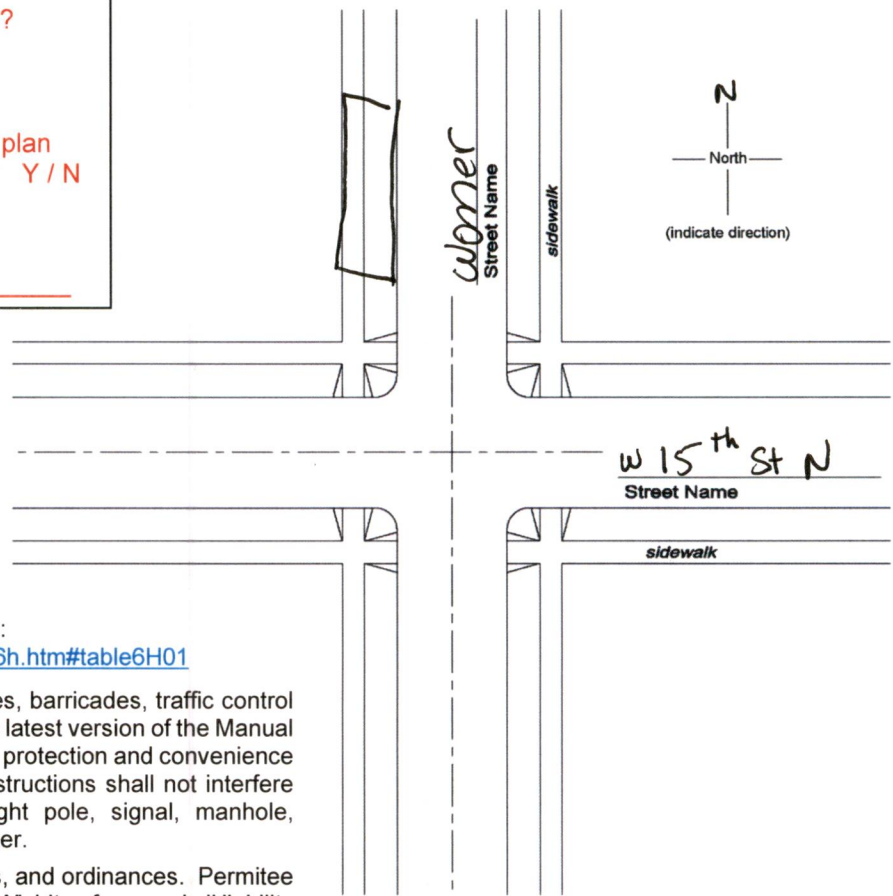 ?
plan
Y / N
Woner
Street Name
sidewalk
N
North
(indicate direction)
W 15th St N
Street Name
sidewalk
:
6h.htm#table6H01
es, barricades, traffic control
latest version of the Manual
protection and convenience
structions shall not interfere
ght pole, signal, manhole,
er.
s, and ordinances. Permitee